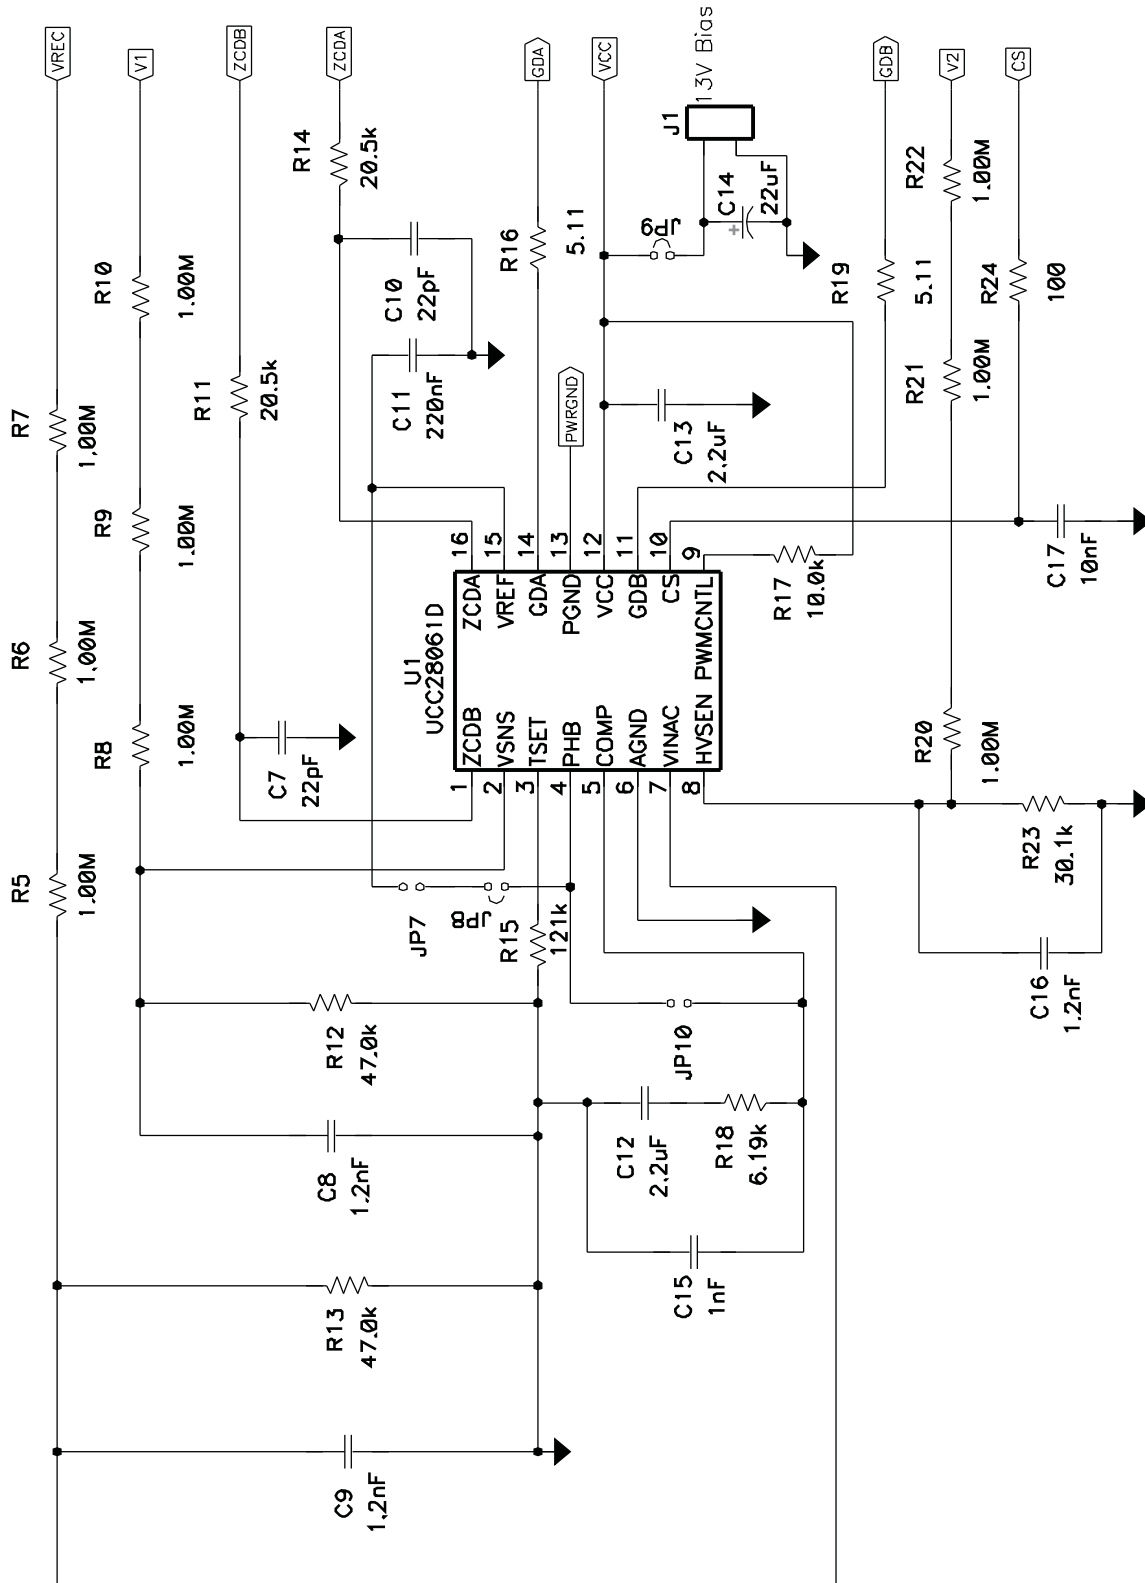 VREC
V1
ZCDB
ZCDA
GDA
VCC
GDB
V2
CS
13V Bias
J1
R14
20.5k
C14
22uF
R22
1.00M
JP9
R16
5.11
R19
5.11
R24
100
R10
1.00M
C10
22pF
R11
20.5k
C11
220nF
PWRGND
R21
1.00M
R7
1.00M
C13
2.2uF
R9
1.00M
C17
10nF
R17
10.0k
16
15
14
13
12
11
10
9
ZCDA
VREF
GDA
PGND
VCC
GDB
CS
PWMCNTL
U1
UCC28061D
ZCDB
VSNS
TSET
PHB
COMP
AGND
VINAC
HVSEN
1
2
3
4
5
6
7
8
R6
1.00M
R8
1.00M
C7
22pF
R20
1.00M
R23
30.1k
R5
1.00M
JP7
JP8
R15
121k
C16
1.2nF
R12
47.0k
JP10
C12
2.2uF
R18
6.19k
C8
1.2nF
C15
1nF
R13
47.0k
C9
1.2nF